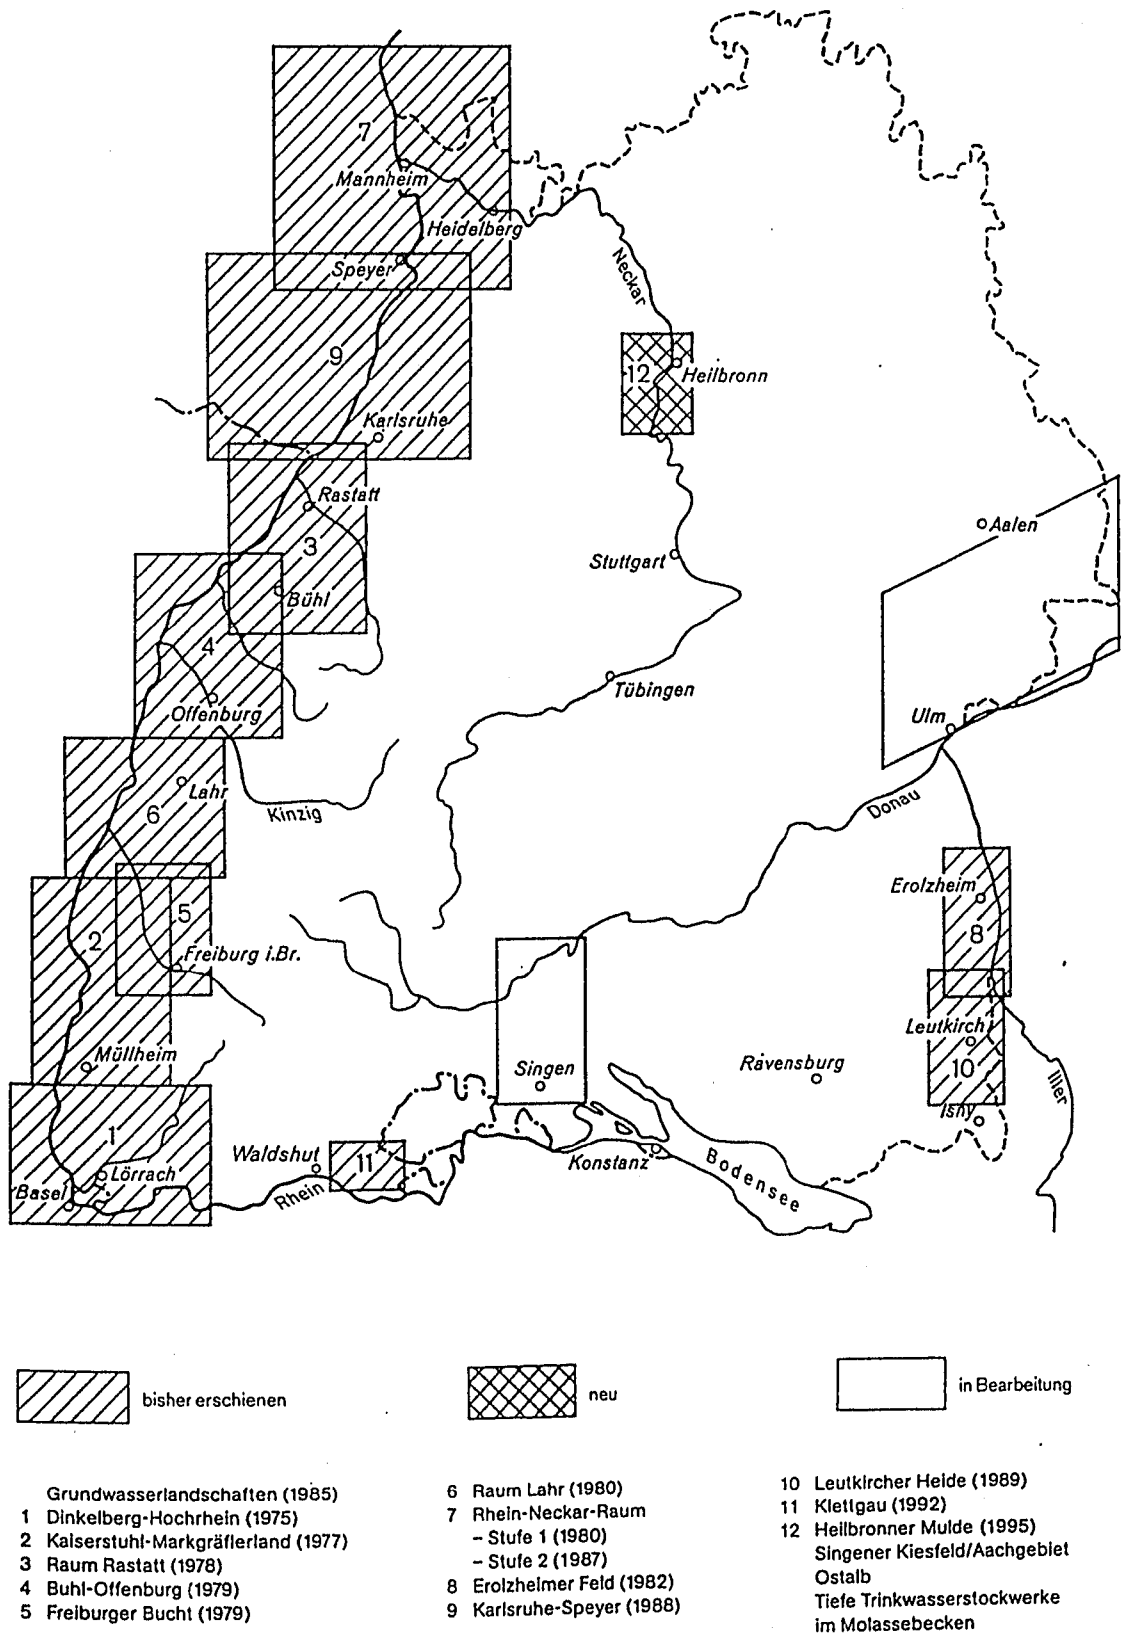 7
Mannheim
Heidelberg
Speyer
Neckar
9
12
Heilbronn
Karlsruhe
Rastatt
Aalen
3
Stuttgart
Bühl
4
Tübingen
Offenburg
Ulm
Lahr
6
Kinzig
Donau
Erolzheim
5
8
2
Freiburg i.Br.
Leutkirch
Müllheim
Singen
Ravensburg
10
Iller
Isny
1
Waldshut
11
Konstanz
Bodensee
Lörrach
Basel
Rhein
bisher erschienen
neu
in Bearbeitung
Grundwasserlandschaften (1985)
1 Dinkelberg-Hochrhein (1975)
2 Kaiserstuhl-Markgräflerland (1977)
3 Raum Rastatt (1978)
4 Buhl-Offenburg (1979)
5 Freiburger Bucht (1979)
6 Raum Lahr (1980)
7 Rhein-Neckar-Raum
– Stufe 1 (1980)
– Stufe 2 (1987)
8 Erolzheimer Feld (1982)
9 Karlsruhe-Speyer (1988)
10 Leutkircher Heide (1989)
11 Klettgau (1992)
12 Heilbronner Mulde (1995)
Singener Kiesfeld/Aachgebiet
Ostalb
Tiefe Trinkwasserstockwerke
im Molassebecken